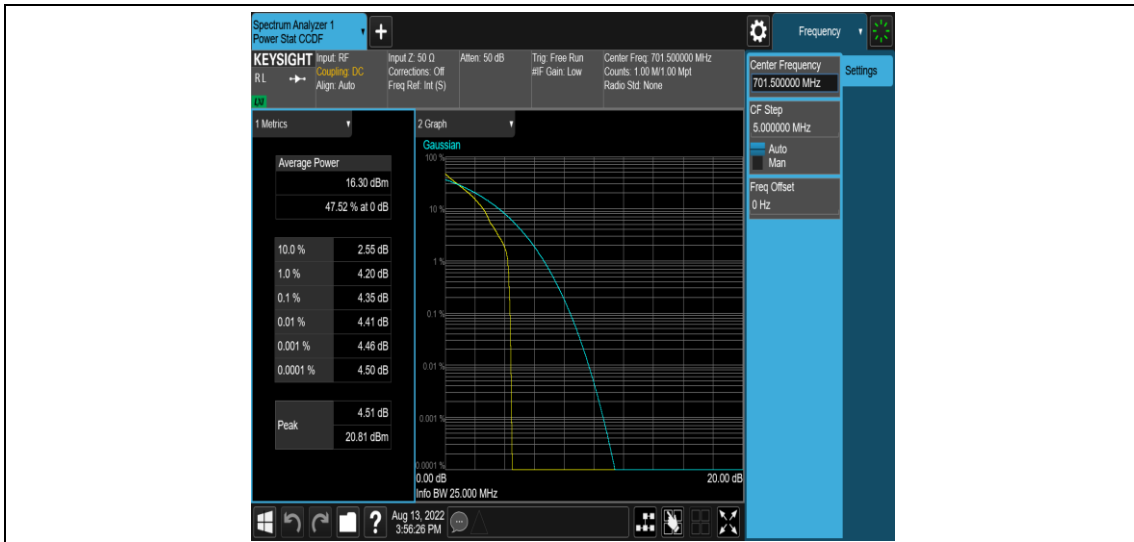 Spectrum Analyzer 1
Power Stat CCDF
+
Frequency
KEYSIGHT
RL
LXI
Input: RF
Coupling: DC
Align: Auto
Input Z: 50 Ω
Corrections: Off
Freq Ref: Int (S)
Atten: 50 dB
Trig: Free Run
#IF Gain: Low
Center Freq: 701.500000 MHz
Counts: 1.00 M/1.00 Mpt
Radio Std: None
Center Frequency
701.500000 MHz
Settings
CF Step
5.000000 MHz
Auto
Man
Freq Offset
0 Hz
1 Metrics
Average Power
16.30 dBm
47.52 % at 0 dB
10.0 % 2.55 dB
1.0 % 4.20 dB
0.1 % 4.35 dB
0.01 % 4.41 dB
0.001 % 4.46 dB
0.0001 % 4.50 dB
Peak
4.51 dB
20.81 dBm
2 Graph
Gaussian
100 %
10 %
1 %
0.1 %
0.01 %
0.001 %
0.0001 %
0.00 dB 20.00 dB
Info BW 25.000 MHz
?
Aug 13, 2022
3:56:26 PM